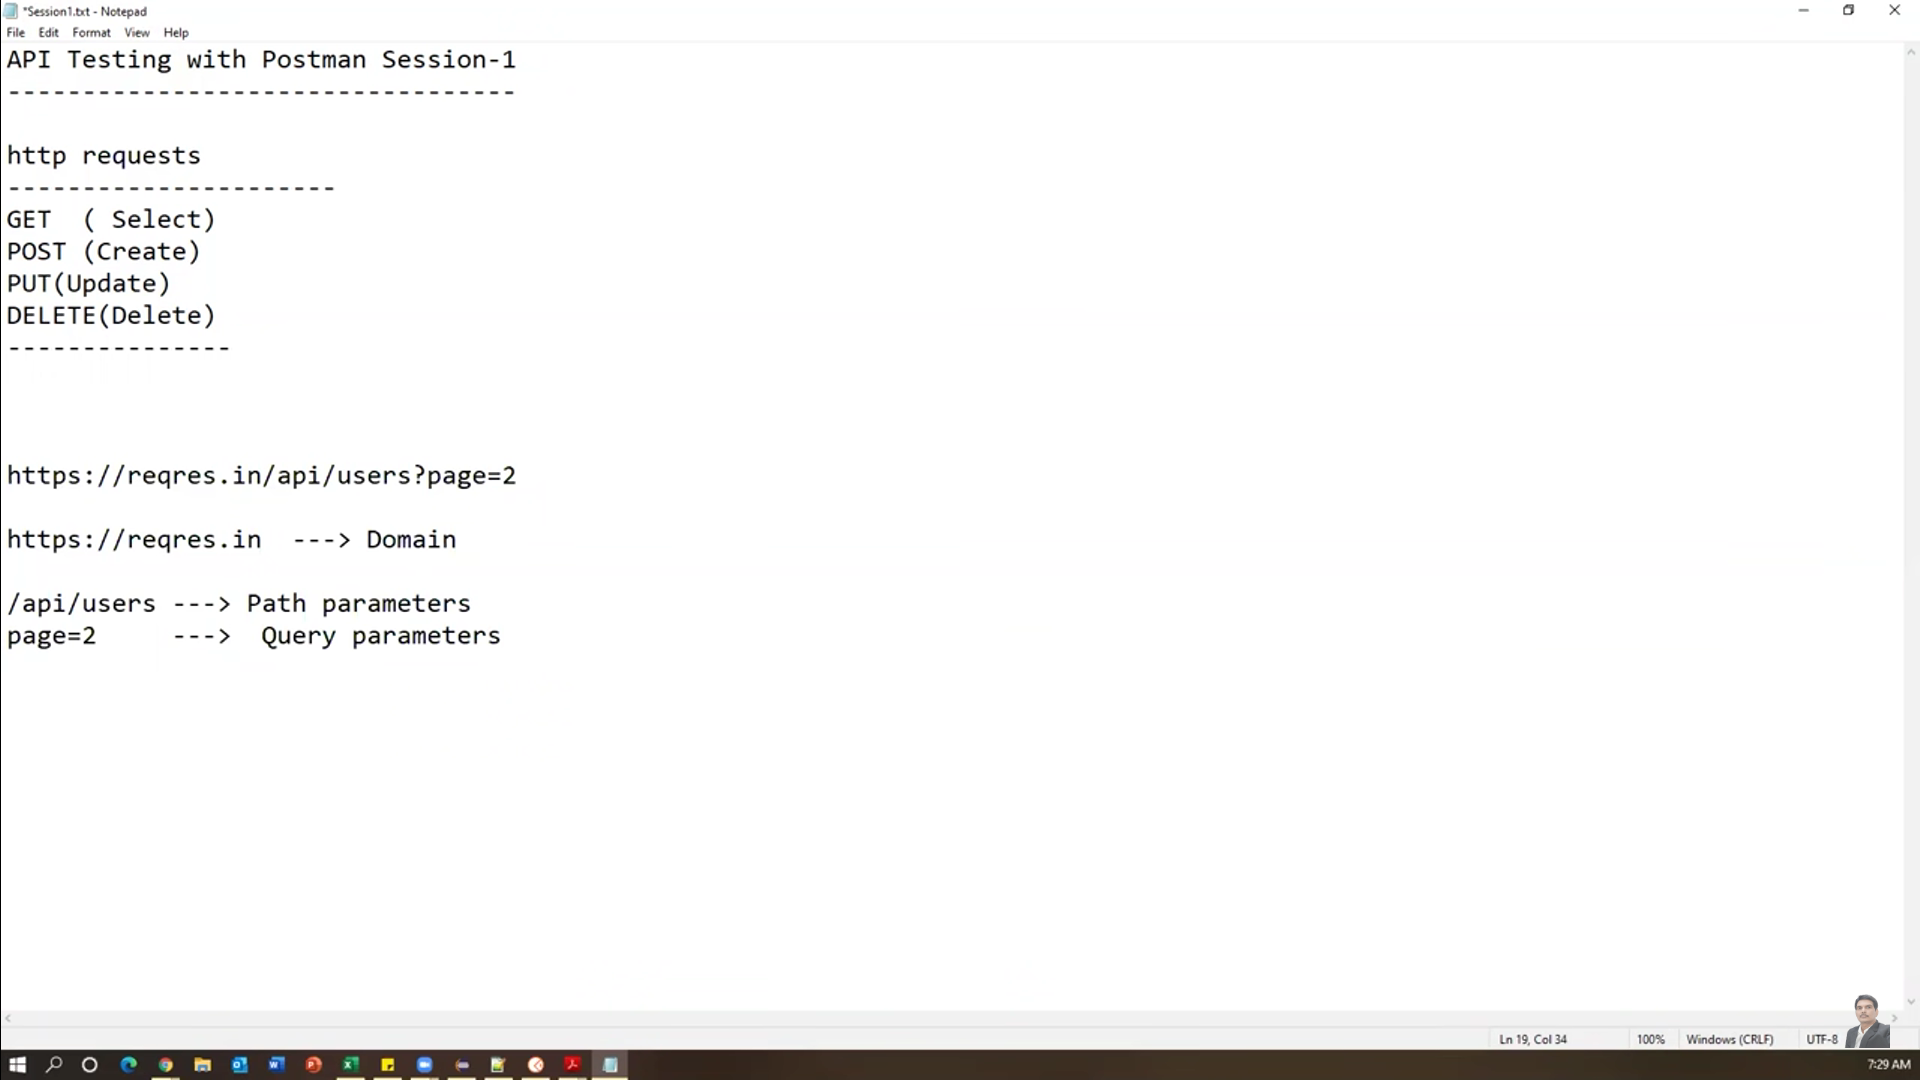 *Session1.txt - Notepad
File Edit Format View Help
API Testing with Postman Session-1
----------------------------------
http requests
----------------------
GET  ( Select)
POST (Create)
PUT(Update)
DELETE(Delete)
---------------
https://reqres.in/api/users?page=2
https://reqres.in  ---> Domain
/api/users ---> Path parameters
page=2     --->  Query parameters
Ln 19, Col 34 100% Windows (CRLF) UTF-8
7:29 AM